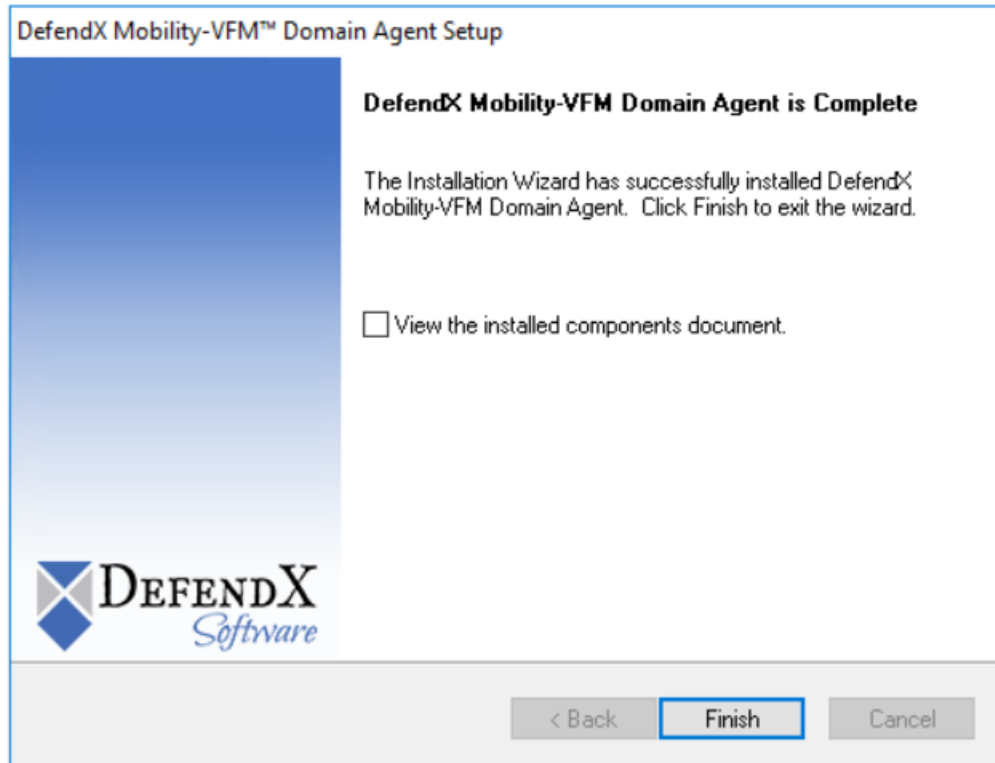 DefendX Mobility-VFM™ Domain Agent Setup
DefendX Mobility-VFM Domain Agent is Complete
The Installation Wizard has successfully installed DefendX
Mobility-VFM Domain Agent. Click Finish to exit the wizard.
View the installed components document.
DEFENDX
Software
< Back
Finish
Cancel